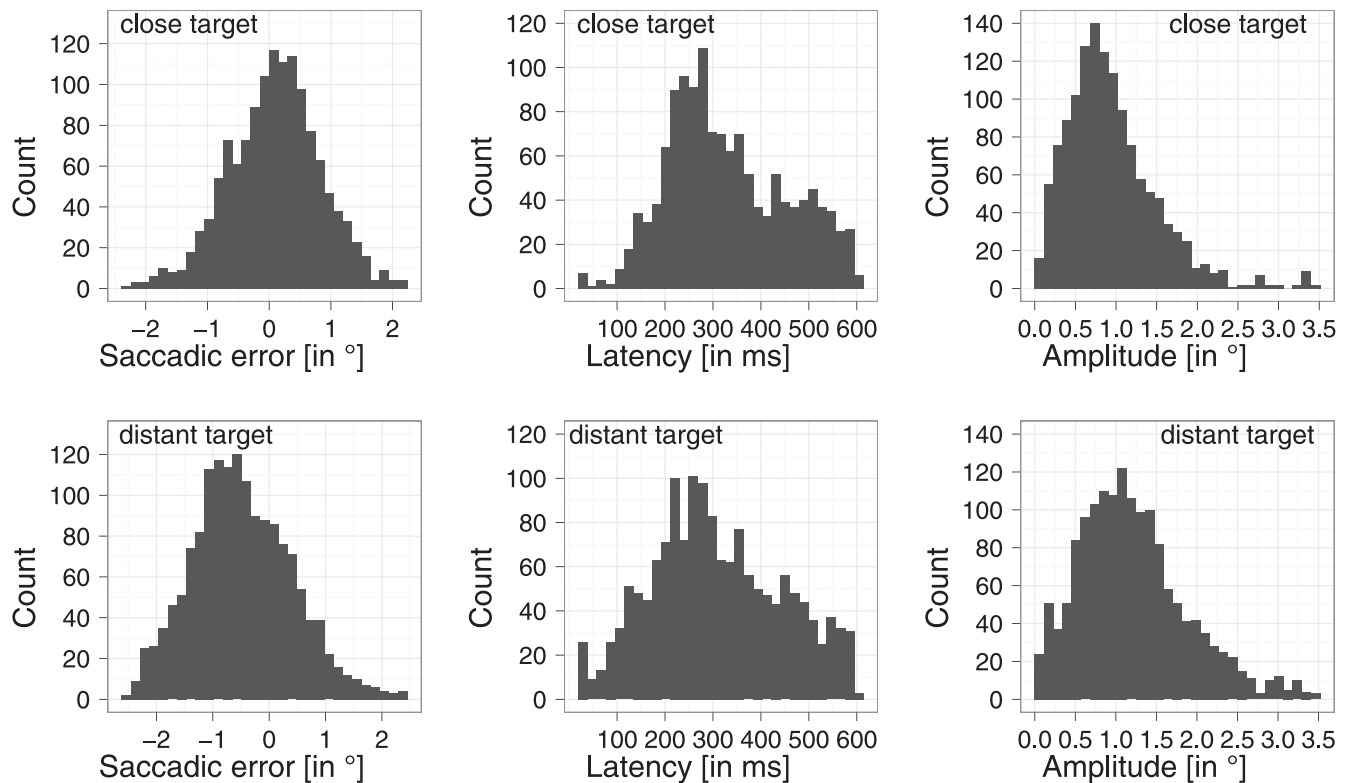 close target
120
100
80
60
40
20
0
Count
−2 −1 0 1 2
Saccadic error [in °]
close target
120
100
80
60
40
20
0
Count
100 200 300 400 500 600
Latency [in ms]
close target
140
120
100
80
60
40
20
0
Count
0.0 0.5 1.0 1.5 2.0 2.5 3.0 3.5
Amplitude [in °]
distant target
120
100
80
60
40
20
0
Count
−2 −1 0 1 2
Saccadic error [in °]
distant target
120
100
80
60
40
20
0
Count
100 200 300 400 500 600
Latency [in ms]
distant target
140
120
100
80
60
40
20
0
Count
0.0 0.5 1.0 1.5 2.0 2.5 3.0 3.5
Amplitude [in °]